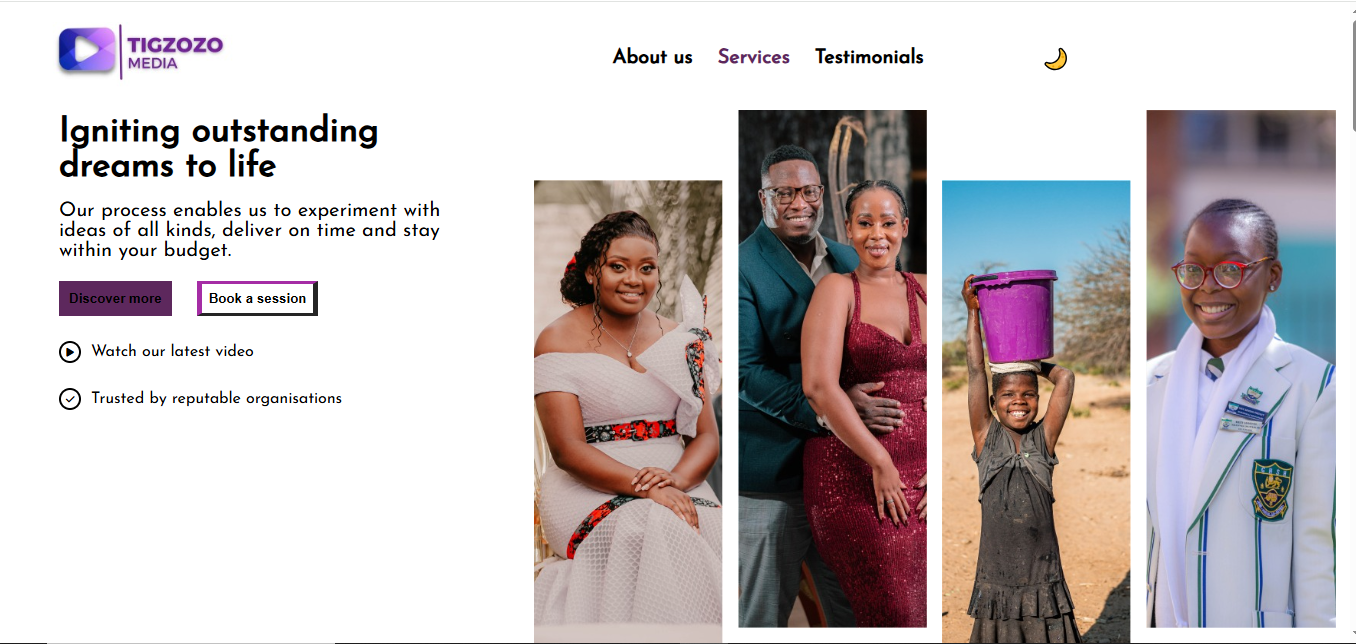 TIGZOZO
MEDIA
About us Services Testimonials
Igniting outstanding
dreams to life
Our process enables us to experiment with
ideas of all kinds, deliver on time and stay
within your budget.
Discover more Book a session
Watch our latest video
Trusted by reputable organisations